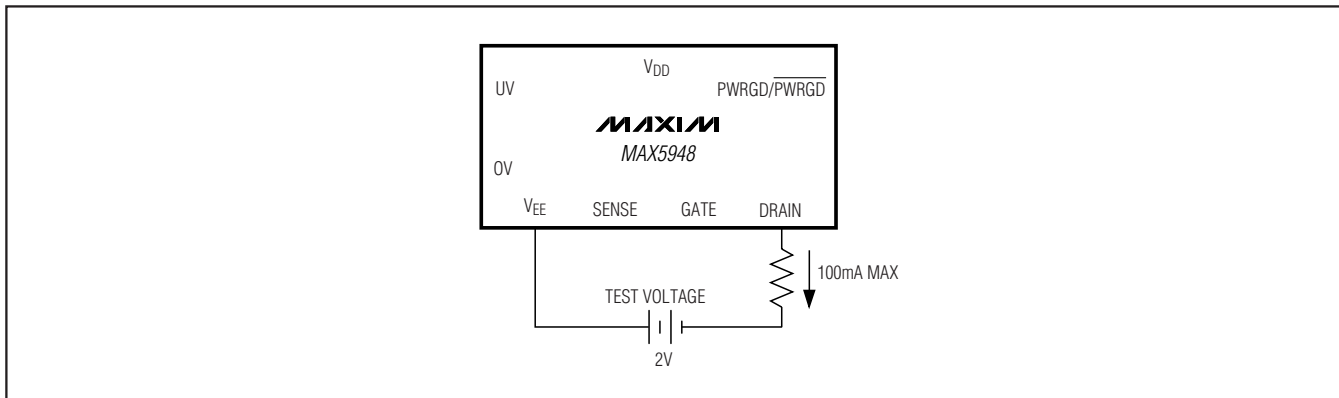 VDD
UV
PWRGD/PWRGD
MAXIM
MAX5948
OV
VEE
SENSE
GATE
DRAIN
100mA MAX
TEST VOLTAGE
2V